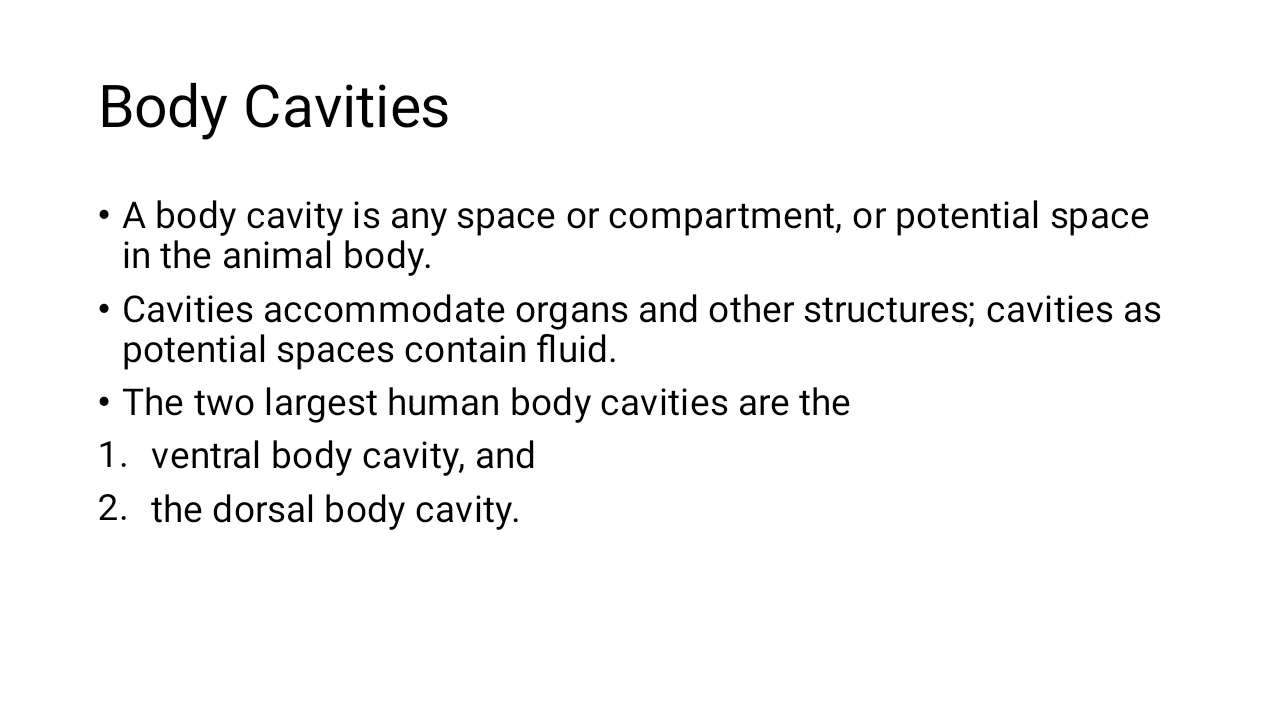 Body Cavities
• A body cavity is any space or compartment, or potential space
in the animal body.
• Cavities accommodate organs and other structures; cavities as
potential spaces contain fluid.
• The two largest human body cavities are the
1. ventral body cavity, and
2. the dorsal body cavity.